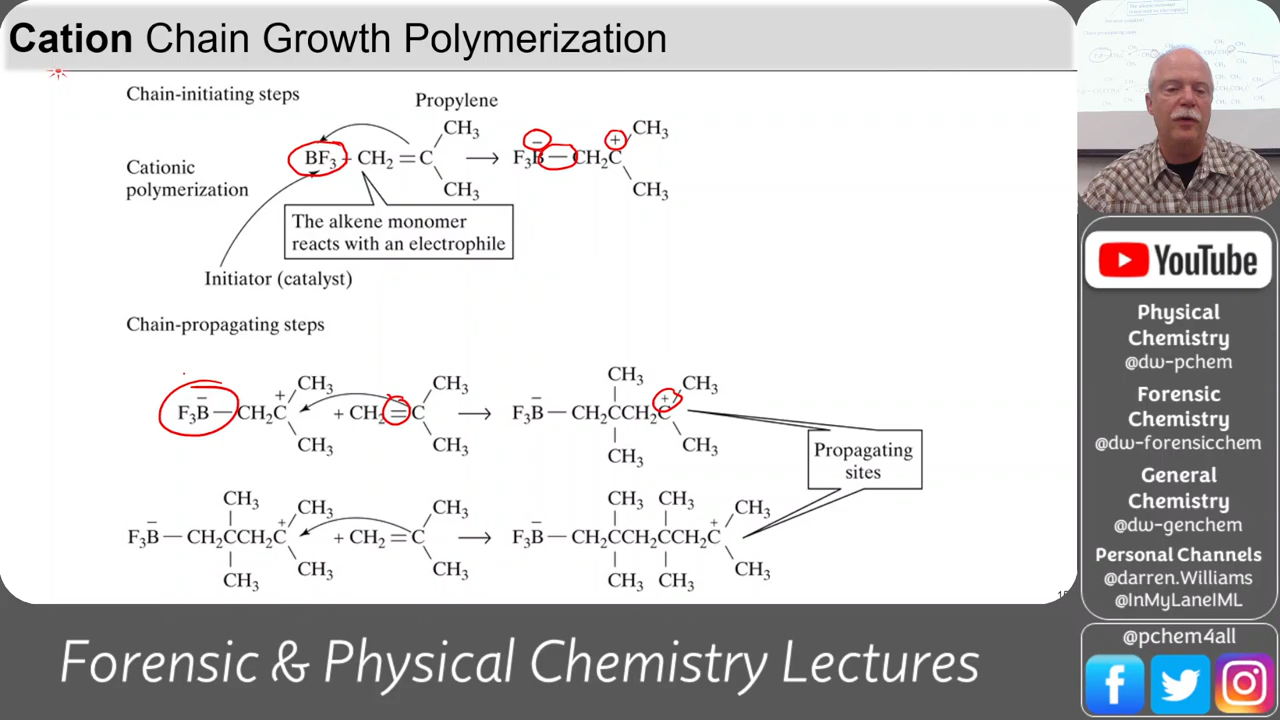 Cation Chain Growth Polymerization
Chain-initiating steps
Propylene
CH3
CH3
BF3 + CH2 = C
F3B — CH2C
Cationic
polymerization
CH3
CH3
The alkene monomer
reacts with an electrophile
Initiator (catalyst)
Chain-propagating steps
CH3
CH3
CH3
CH3
F3B — CH2C
+ CH2 = C
F3B — CH2CCH2C
CH3
CH3
CH3
CH3
Propagating
sites
CH3
CH3
CH3
CH3 CH3
CH3
F3B — CH2CCH2C
+ CH2 = C
F3B — CH2CCH2CCH2C
CH3
CH3
CH3
CH3 CH3
CH3
YouTube
Physical
Chemistry
@dw-pchem
Forensic
Chemistry
@dw-forensicchem
General
Chemistry
@dw-genchem
Personal Channels
@darren.Williams
@InMyLaneIML
@pchem4all
Forensic & Physical Chemistry Lectures